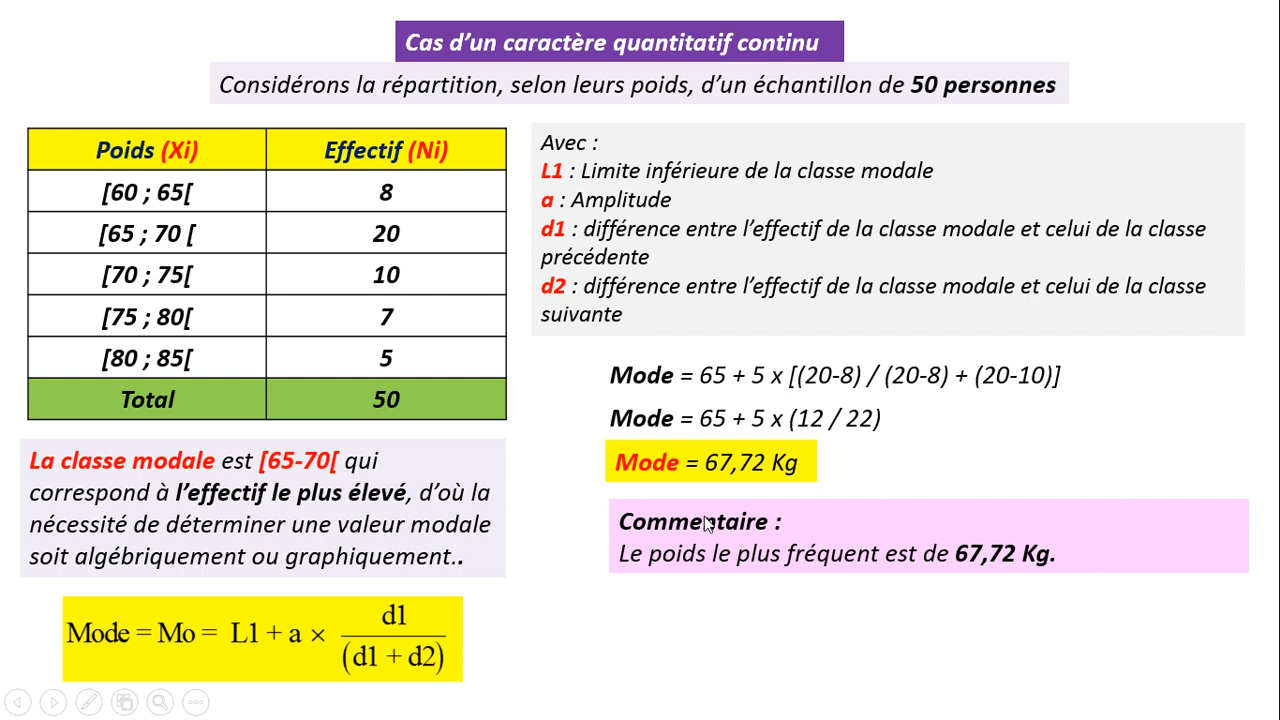 Cas d'un caractère quantitatif continu
Considérons la répartition, selon leurs poids, d'un échantillon de 50 personnes
Poids (Xi) Effectif (Ni)
[60 ; 65[ 8
[65 ; 70 [ 20
[70 ; 75[ 10
[75 ; 80[ 7
[80 ; 85[ 5
Total 50
La classe modale est [65-70[ qui
correspond à l'effectif le plus élevé, d'où la
nécessité de déterminer une valeur modale
soit algébriquement ou graphiquement..
Mode = Mo = L1 + a × d1 / (d1 + d2)
Avec :
L1 : Limite inférieure de la classe modale
a : Amplitude
d1 : différence entre l'effectif de la classe modale et celui de la classe
précédente
d2 : différence entre l'effectif de la classe modale et celui de la classe
suivante
Mode = 65 + 5 x [(20-8) / (20-8) + (20-10)]
Mode = 65 + 5 x (12 / 22)
Mode = 67,72 Kg
Commentaire :
Le poids le plus fréquent est de 67,72 Kg.